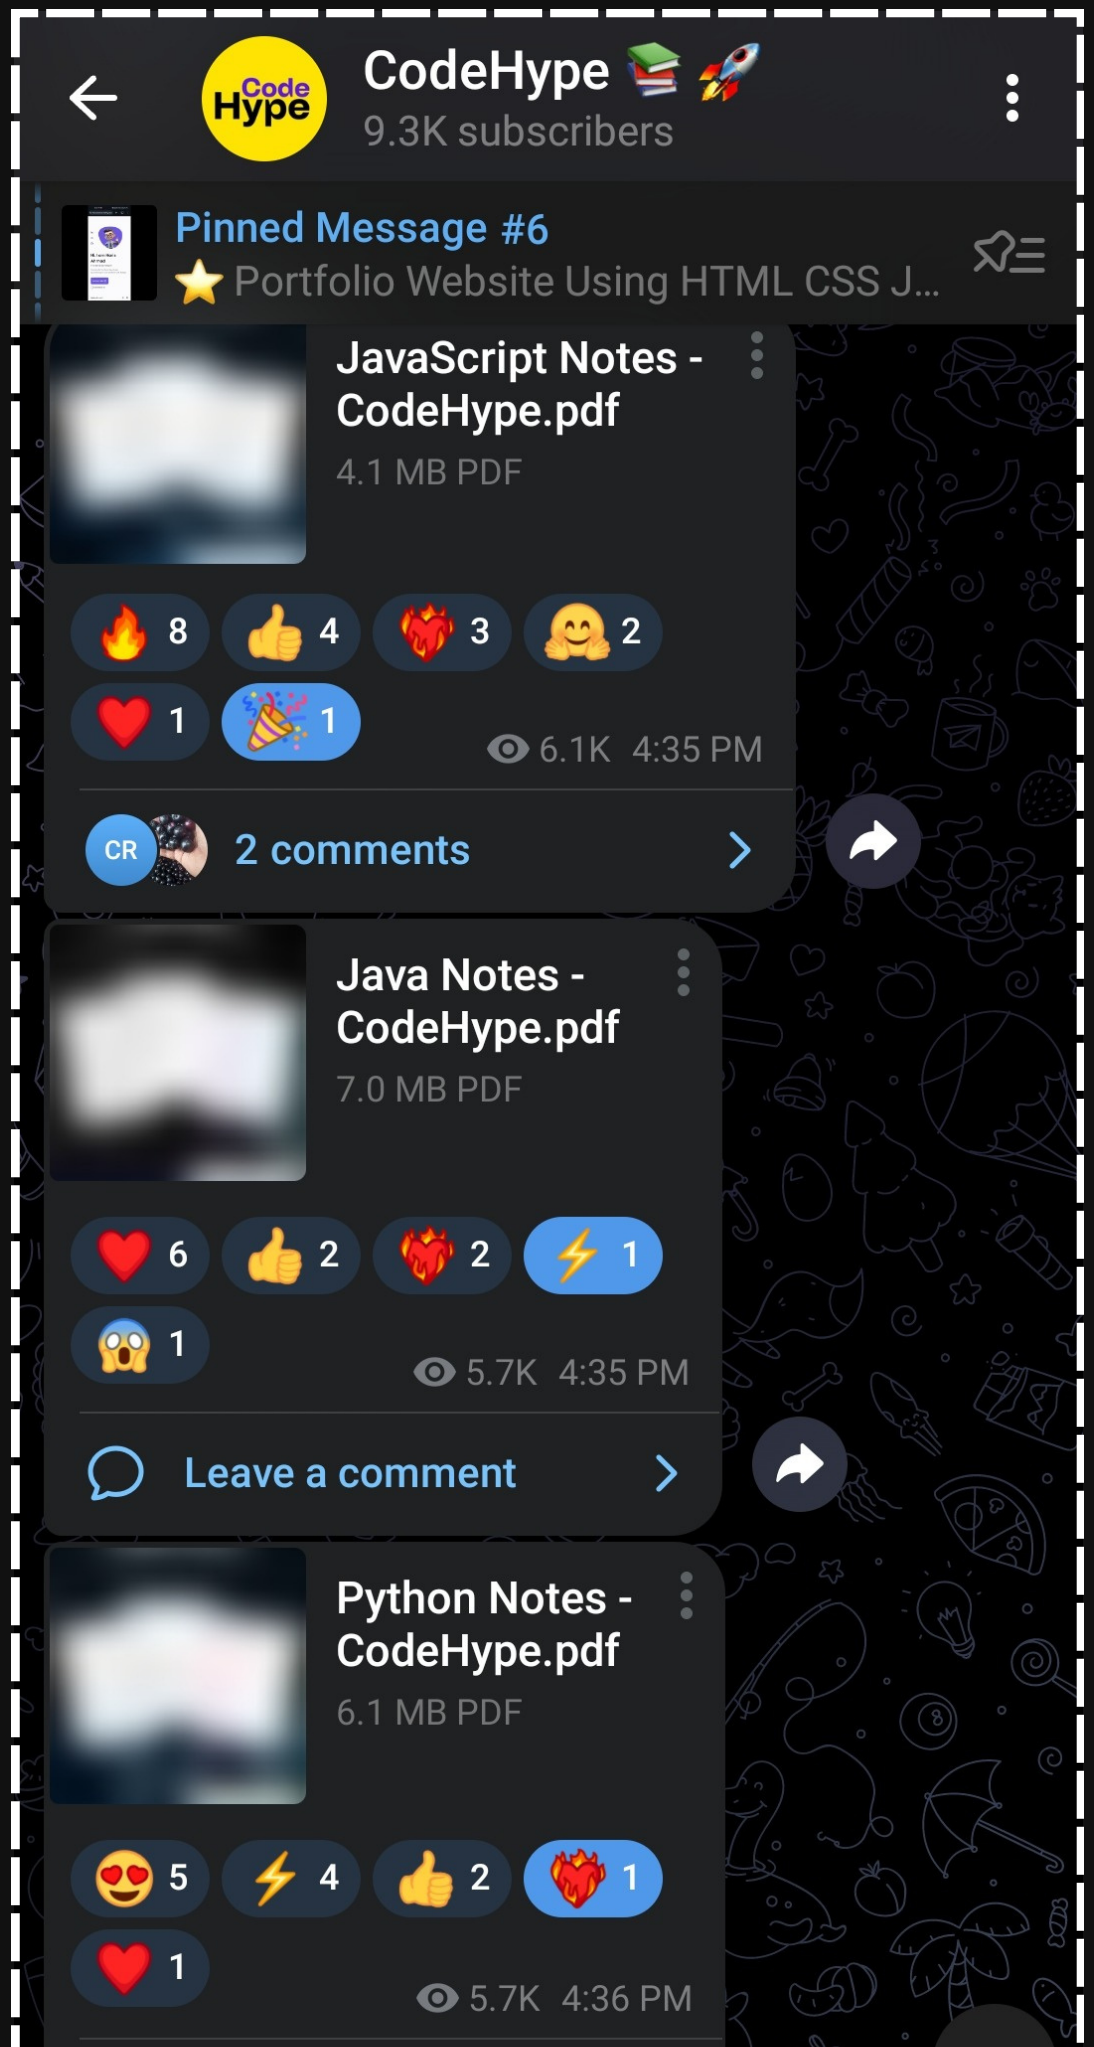 Code
Hype
CodeHype 📚 🚀
9.3K subscribers
Pinned Message #6
⭐ Portfolio Website Using HTML CSS J...
JavaScript Notes -
CodeHype.pdf
4.1 MB PDF
🔥 8 👍 4 ❤️‍🔥 3 🤗 2
❤️ 1 🎉 1
6.1K 4:35 PM
CR
2 comments
Java Notes -
CodeHype.pdf
7.0 MB PDF
❤️ 6 👍 2 ❤️‍🔥 2 ⚡ 1
😱 1
5.7K 4:35 PM
Leave a comment
Python Notes -
CodeHype.pdf
6.1 MB PDF
😍 5 ⚡ 4 👍 2 ❤️‍🔥 1
❤️ 1
5.7K 4:36 PM